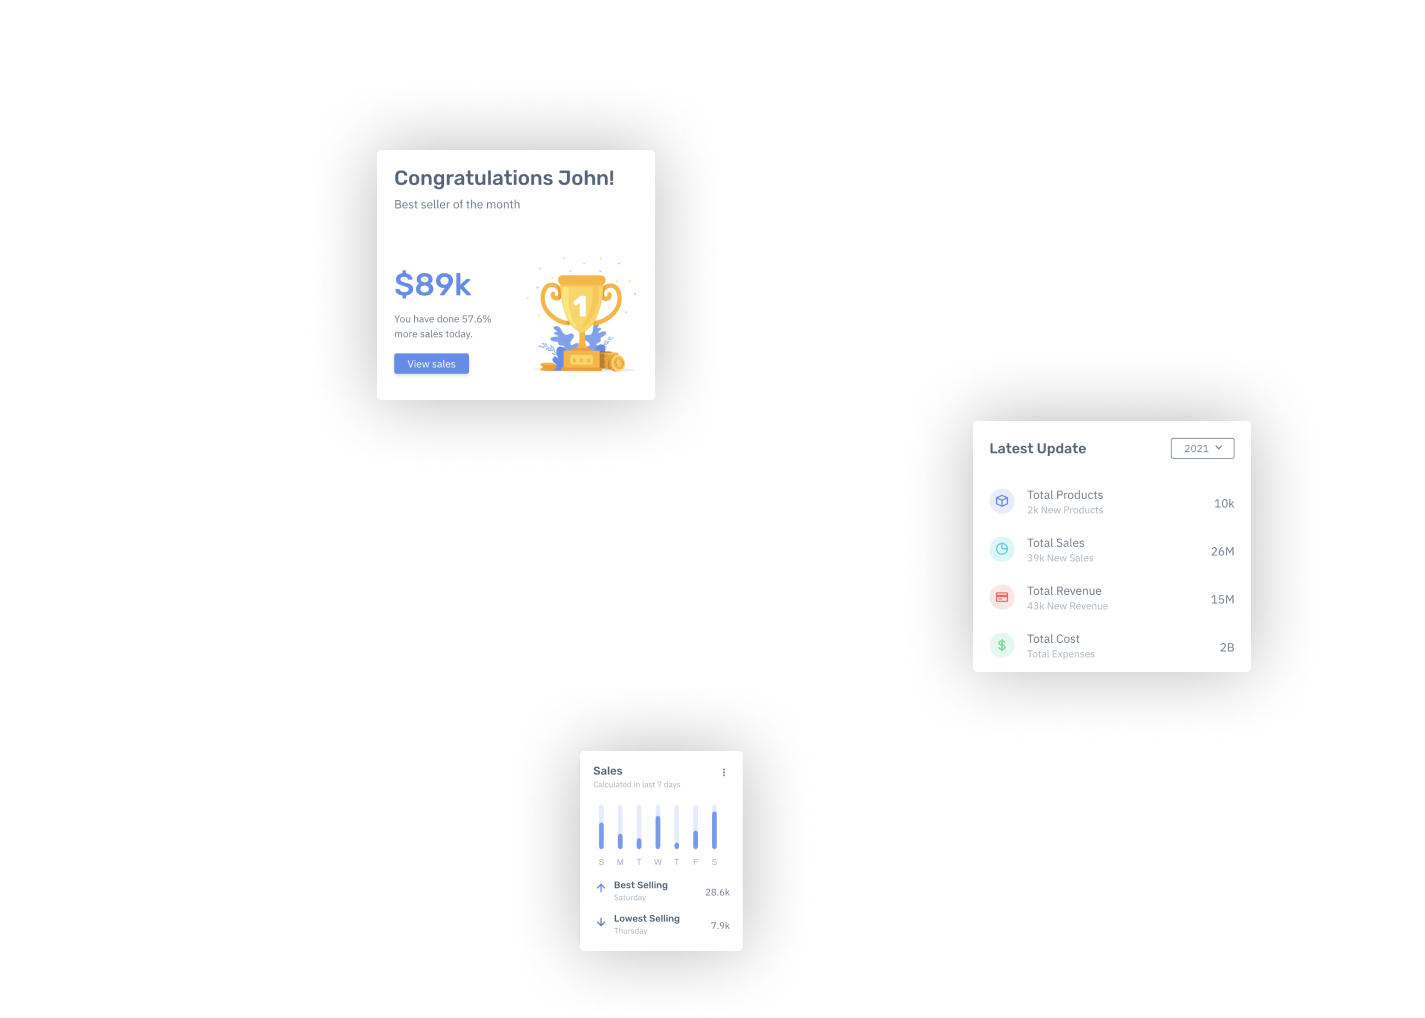 Congratulations John!
Best seller of the month
$89k
You have done 57.6%
more sales today.
View sales
1
Latest Update
2021
Total Products
2k New Products
10k
Total Sales
39k New Sales
26M
Total Revenue
43k New Revenue
15M
Total Cost
Total Expenses
2B
Sales
Calculated in last 7 days
S M T W T F S
Best Selling
Saturday
28.6k
Lowest Selling
Thursday
7.9k